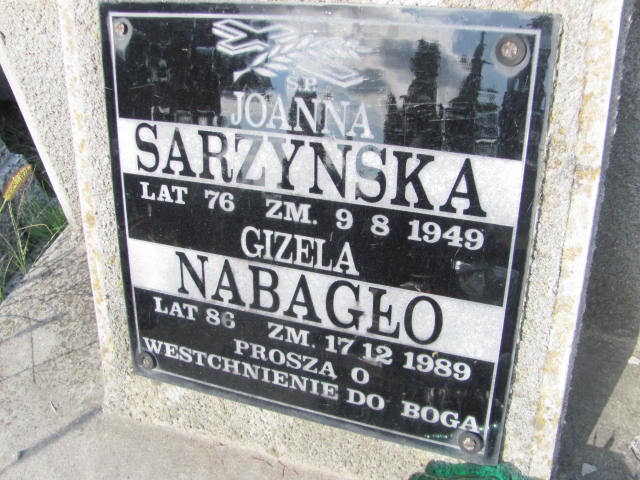 Ś.P.
JOANNA
SARZYNSKA
LAT 76 ZM. 9 8 1949
GIZELA
NABAGŁO
LAT 86 ZM. 17 12 1989
PROSZA O
WESTCHNIENIE DO BOGA